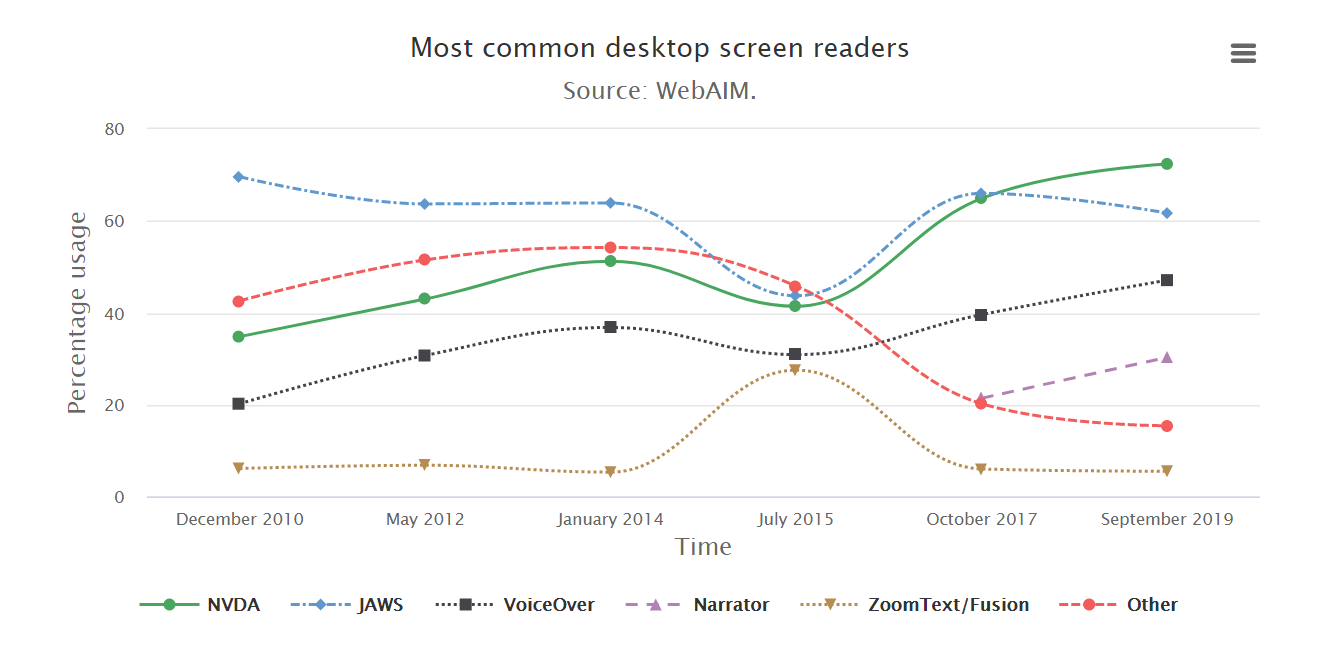 Most common desktop screen readers
Source: WebAIM.
Percentage usage
80
60
40
20
0
December 2010 May 2012 January 2014 July 2015 October 2017 September 2019
Time
NVDA JAWS VoiceOver Narrator ZoomText/Fusion Other